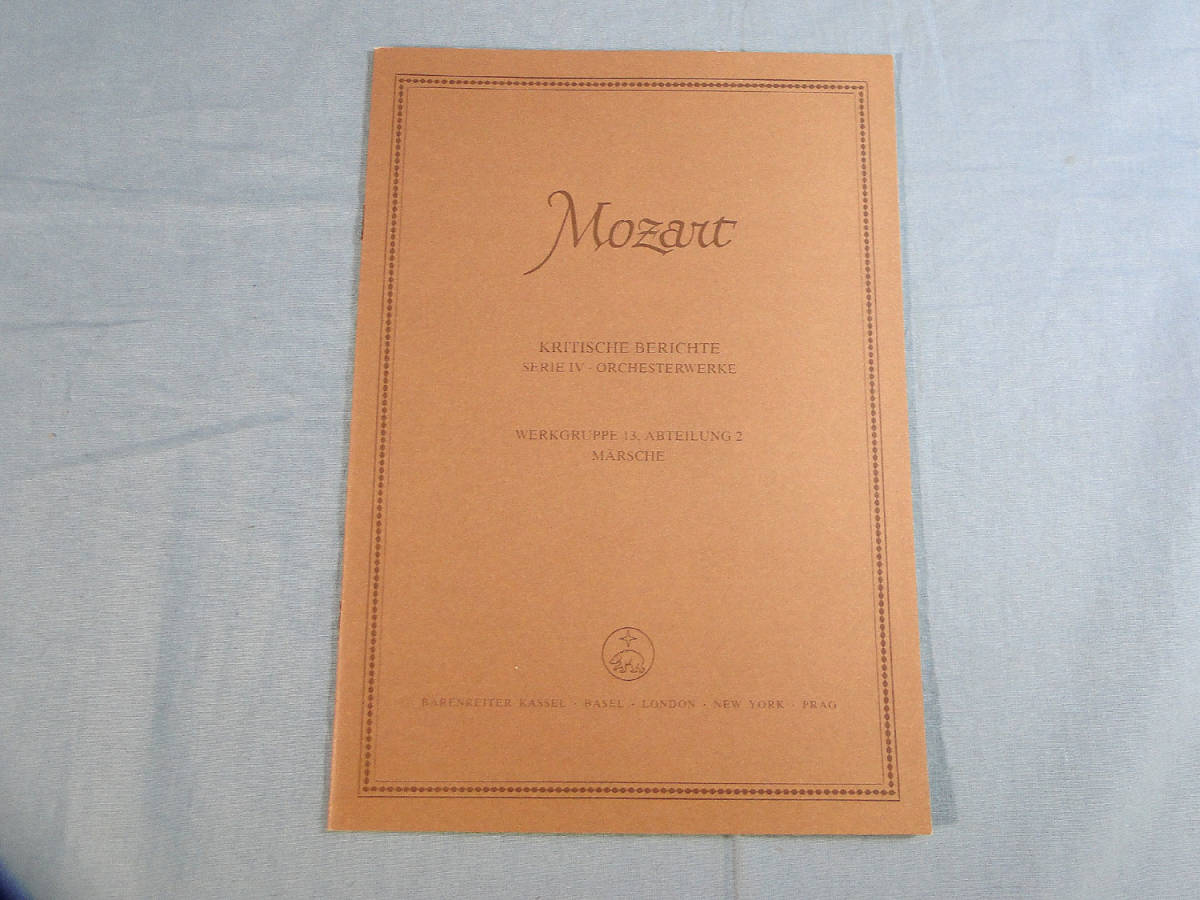 Mozart
KRITISCHE BERICHTE
SERIE IV · ORCHESTERWERKE
WERKGRUPPE 13, ABTEILUNG 2
MÄRSCHE
BÄRENREITER KASSEL · BASEL · LONDON · NEW YORK · PRAG